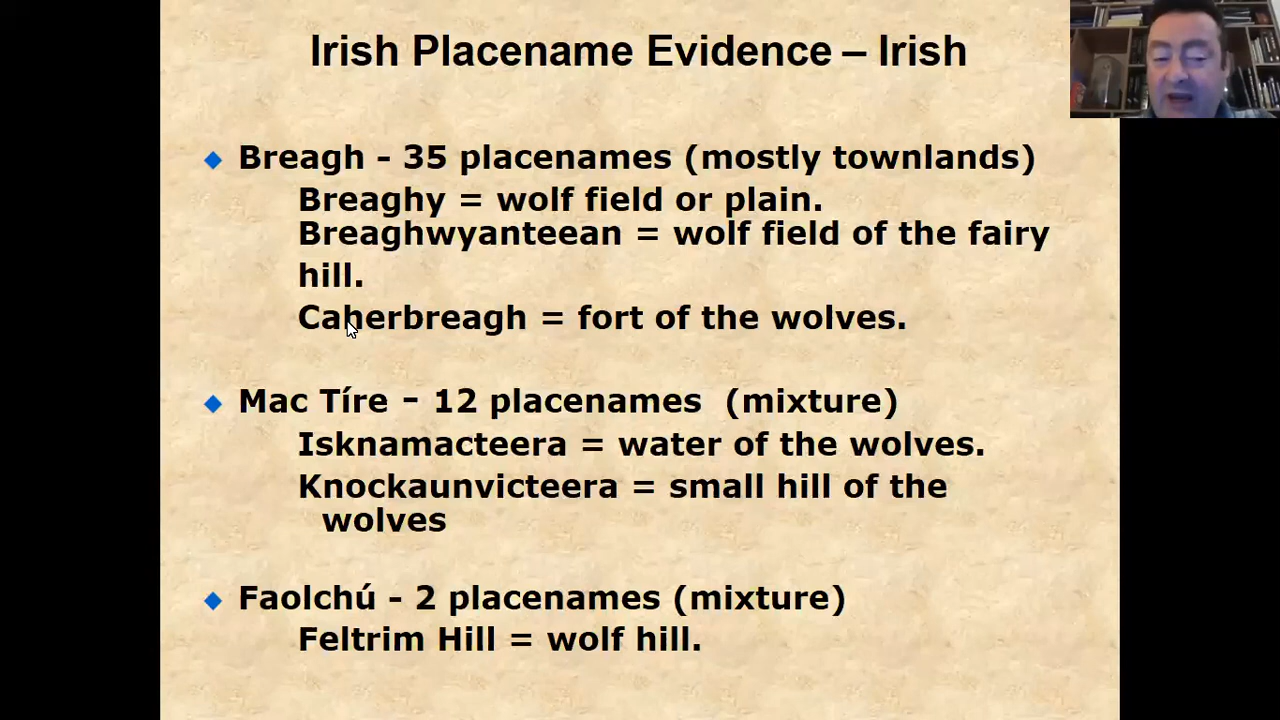 Irish Placename Evidence – Irish
Breagh - 35 placenames (mostly townlands)
Breaghy = wolf field or plain.
Breaghwyanteean = wolf field of the fairy
hill.
Caherbreagh = fort of the wolves.
Mac Tíre – 12 placenames (mixture)
Isknamacteera = water of the wolves.
Knockaunvicteera = small hill of the
wolves
Faolchú - 2 placenames (mixture)
Feltrim Hill = wolf hill.